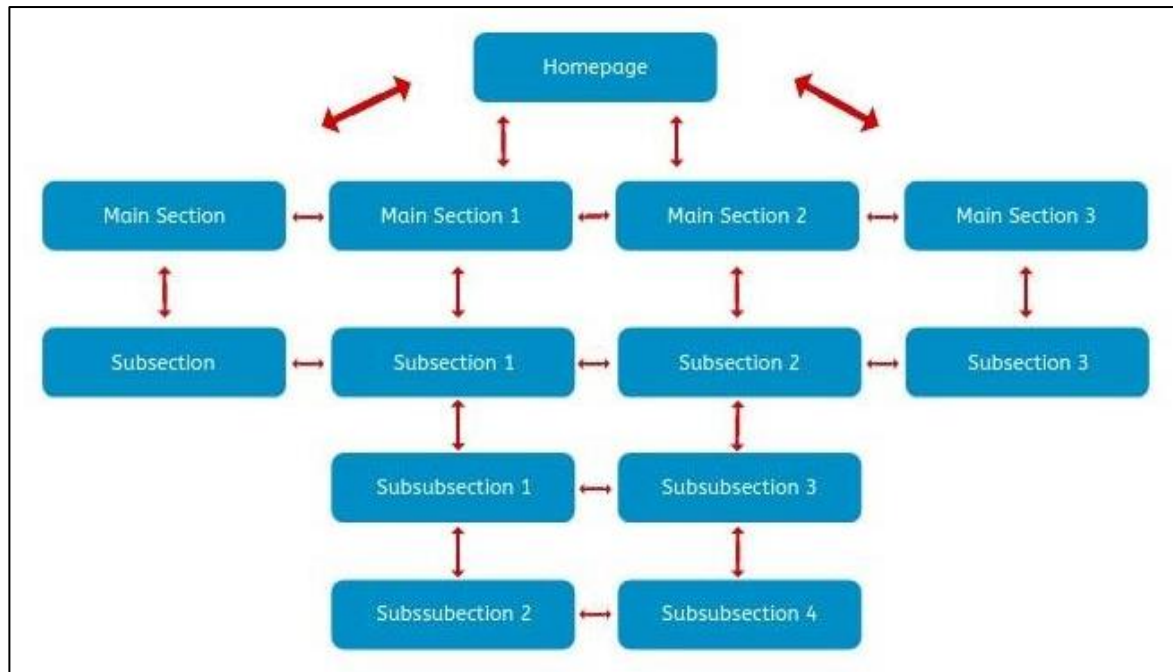 Homepage
Main Section
Main Section 1
Main Section 2
Main Section 3
Subsection
Subsection 1
Subsection 2
Subsection 3
Subsubsection 1
Subsubsection 3
Subssubection 2
Subsubsection 4